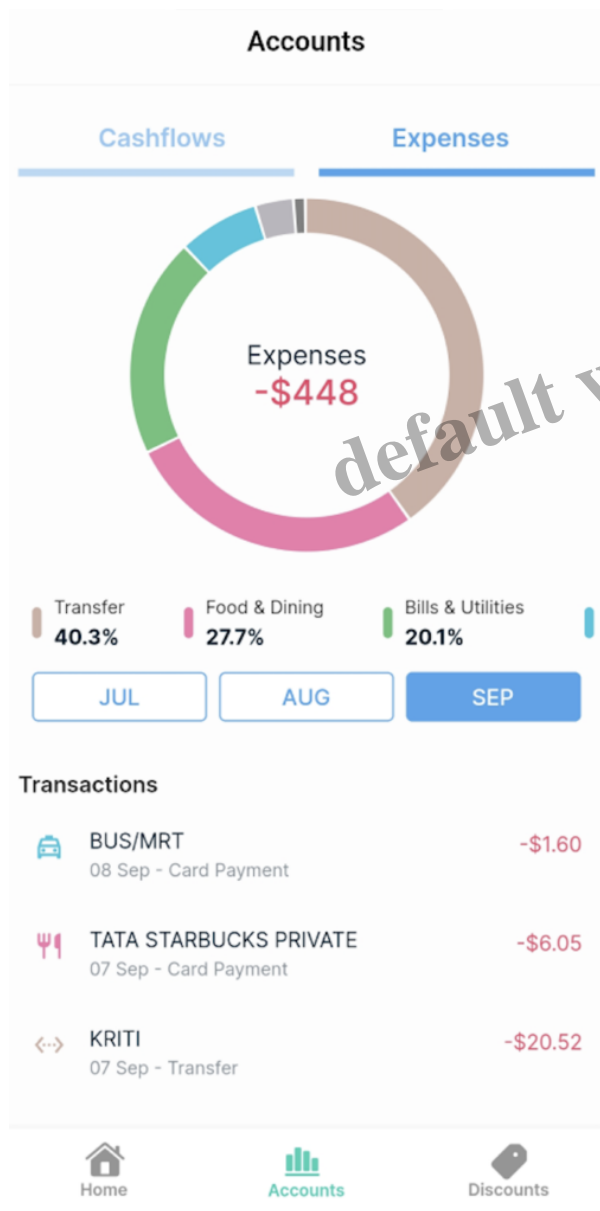 Accounts
Cashflows Expenses
Expenses
-$448
default
Transfer Food & Dining Bills & Utilities
40.3% 27.7% 20.1%
JUL AUG SEP
Transactions
BUS/MRT -$1.60
08 Sep - Card Payment
TATA STARBUCKS PRIVATE -$6.05
07 Sep - Card Payment
KRITI -$20.52
07 Sep - Transfer
Home Accounts Discounts